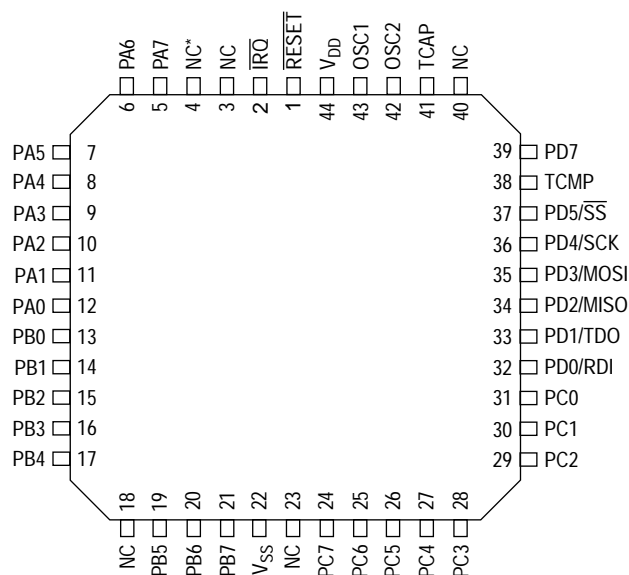 PA6 PA7 NC* NC I̅R̅Q̅ R̅E̅S̅E̅T̅ VDD OSC1 OSC2 TCAP NC
6 5 4 3 2 1 44 43 42 41 40
PA5 7 39 PD7
PA4 8 38 TCMP
PA3 9 37 PD5/S̅S̅
PA2 10 36 PD4/SCK
PA1 11 35 PD3/MOSI
PA0 12 34 PD2/MISO
PB0 13 33 PD1/TDO
PB1 14 32 PD0/RDI
PB2 15 31 PC0
PB3 16 30 PC1
PB4 17 29 PC2
18 19 20 21 22 23 24 25 26 27 28
NC PB5 PB6 PB7 VSS NC PC7 PC6 PC5 PC4 PC3